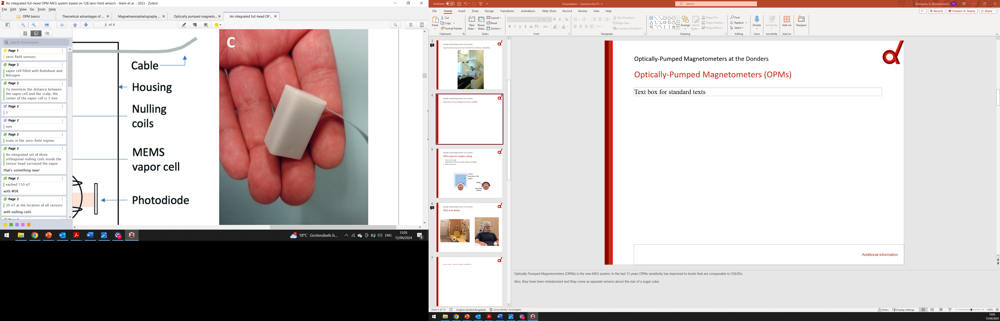 An integrated full-head OPM-MEG system based on 128 zero-field sensors - Alem et al. - 2023 - Zotero
File Edit View Go Tools Help
OPM basics
Theoretical advantages of ...
Magnetoencephalography ...
Optically pumped magneto...
An integrated full-head OP...
2 of 8
Search Annotations
Page 1
zero-field sensors
Page 2
vapor cell filled with Rubidium and
Nitrogen
Page 2
To minimize the distance between
the vapor cell and the scalp, the
center of the vapor cell is 5 mm
Page 2
5
Page 2
mm
Page 2
erate in the zero-field regime
Page 2
An integrated set of three
orthogonal nulling coils inside the
sensor head surround the vapor
that's something new!
Page 2
eached 150 nT
with MSR
Page 2
30 nT at the location of all sensors
with nulling coils
Cable
Housing
Nulling
coils
MEMS
vapor cell
Photodiode
C
18°C Grotendeels b...
ENG
13:05
12/04/2024
6
AutoSave Off
Presentation • Saved to this PC
Search
Tsilimparis, K. (Konstantinos)
TK
File Home Insert Draw Design Transitions Animations Slide Show Record Review View Help
Record
Present in Teams
Share
Paste
Cut
Copy
Format Painter
Clipboard
New
Slide
Reuse
Slides
Layout
Reset
Section
Slides
Font
Text Direction
Align Text
Convert to SmartArt
Paragraph
Arrange
Quick
Styles
Shape Fill
Shape Outline
Shape Effects
Drawing
Find
Replace
Select
Editing
Dictate
Voice
Sensitivity
Sensitivity
Add-ins
Add-ins
Designer
3
1
Optically-Pumped Magnetometers at the Donders
Superconducting Quantum Interference Devices (SQUIDs)
4
Optically-Pumped Magnetometers at the Donders
Optically-Pumped Magnetometers (OPMs)
5
Optically-Pumped Magnetometers at the Donders
OPMs require no cryogenic cooling
vacuum
liquid helium
SQUIDs
OPMs
3D printed
helmet
6
1
Optically-Pumped Magnetometers at the Donders
OPMs at the donders
7
Optically-Pumped Magnetometers at the Donders
Optically-Pumped Magnetometers (OPMs)
Text box for standard texts
Additional information
Optically-Pumped Magnetometers (OPMs) is the new MEG system. In the last 15 years OPMs sensitivity has improved to levels that are comparable to SQUIDs.
Also, they have been miniaturized and they come as separate sensors about the size of a sugar cube.
Slide 4 of 13
English (United Kingdom)
Accessibility: Investigate
Notes
Display Settings
140%
13:05
12/04/2024